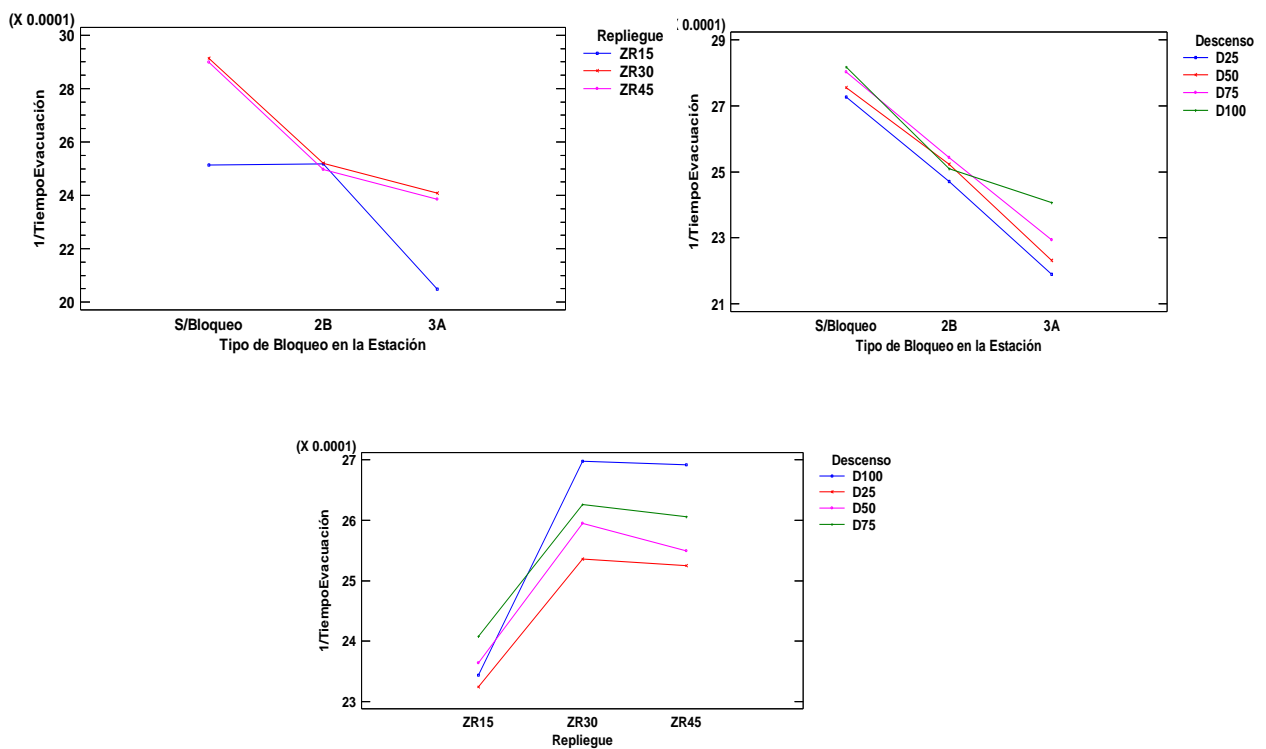 (X 0.0001)
30
28
26
24
22
20
1/TiempoEvacuación
S/Bloqueo 2B 3A
Tipo de Bloqueo en la Estación
Repliegue
ZR15
ZR30
ZR45
0.0001)
29
27
25
23
21
1/TiempoEvacuación
S/Bloqueo 2B 3A
Tipo de Bloqueo en la Estación
Descenso
D25
D50
D75
D100
(X 0.0001)
27
26
25
24
23
1/TiempoEvacuación
ZR15 ZR30 ZR45
Repliegue
Descenso
D100
D25
D50
D75